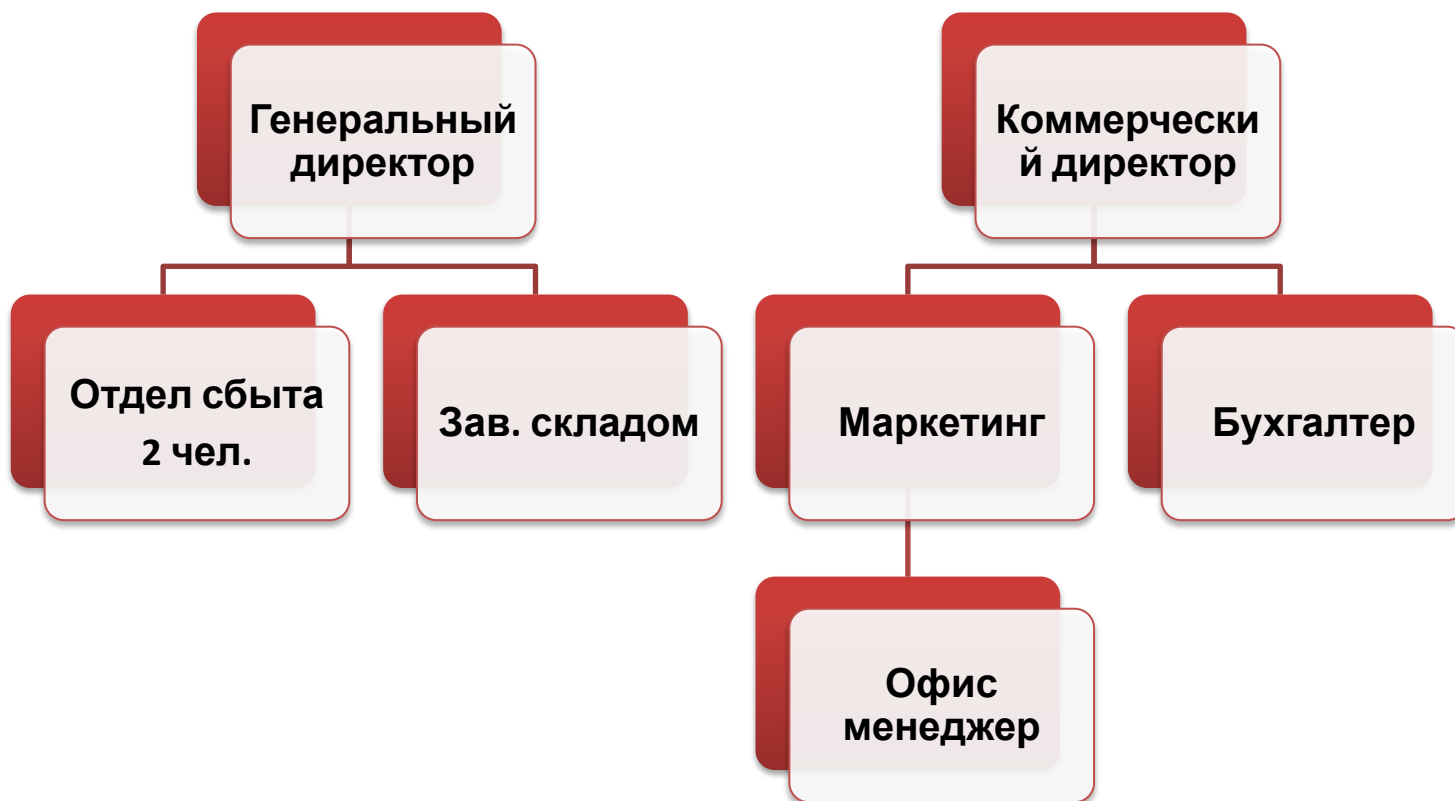 Генеральный
директор
Коммерчески
й директор
Отдел сбыта
2 чел.
Зав. складом
Маркетинг
Бухгалтер
Офис
менеджер